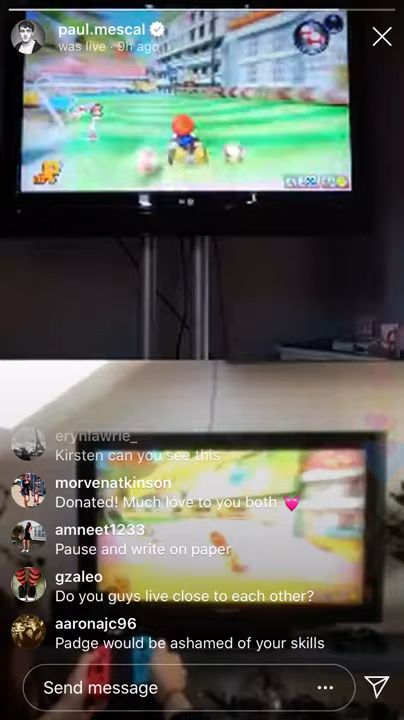 paul.mescal
was live · 9h ago
erynlawrie_
Kirsten can you see this
morvenatkinson
Donated! Much love to you both 💗
amneet1233
Pause and write on paper
gzaleo
Do you guys live close to each other?
aaronajc96
Padge would be ashamed of your skills
Send message